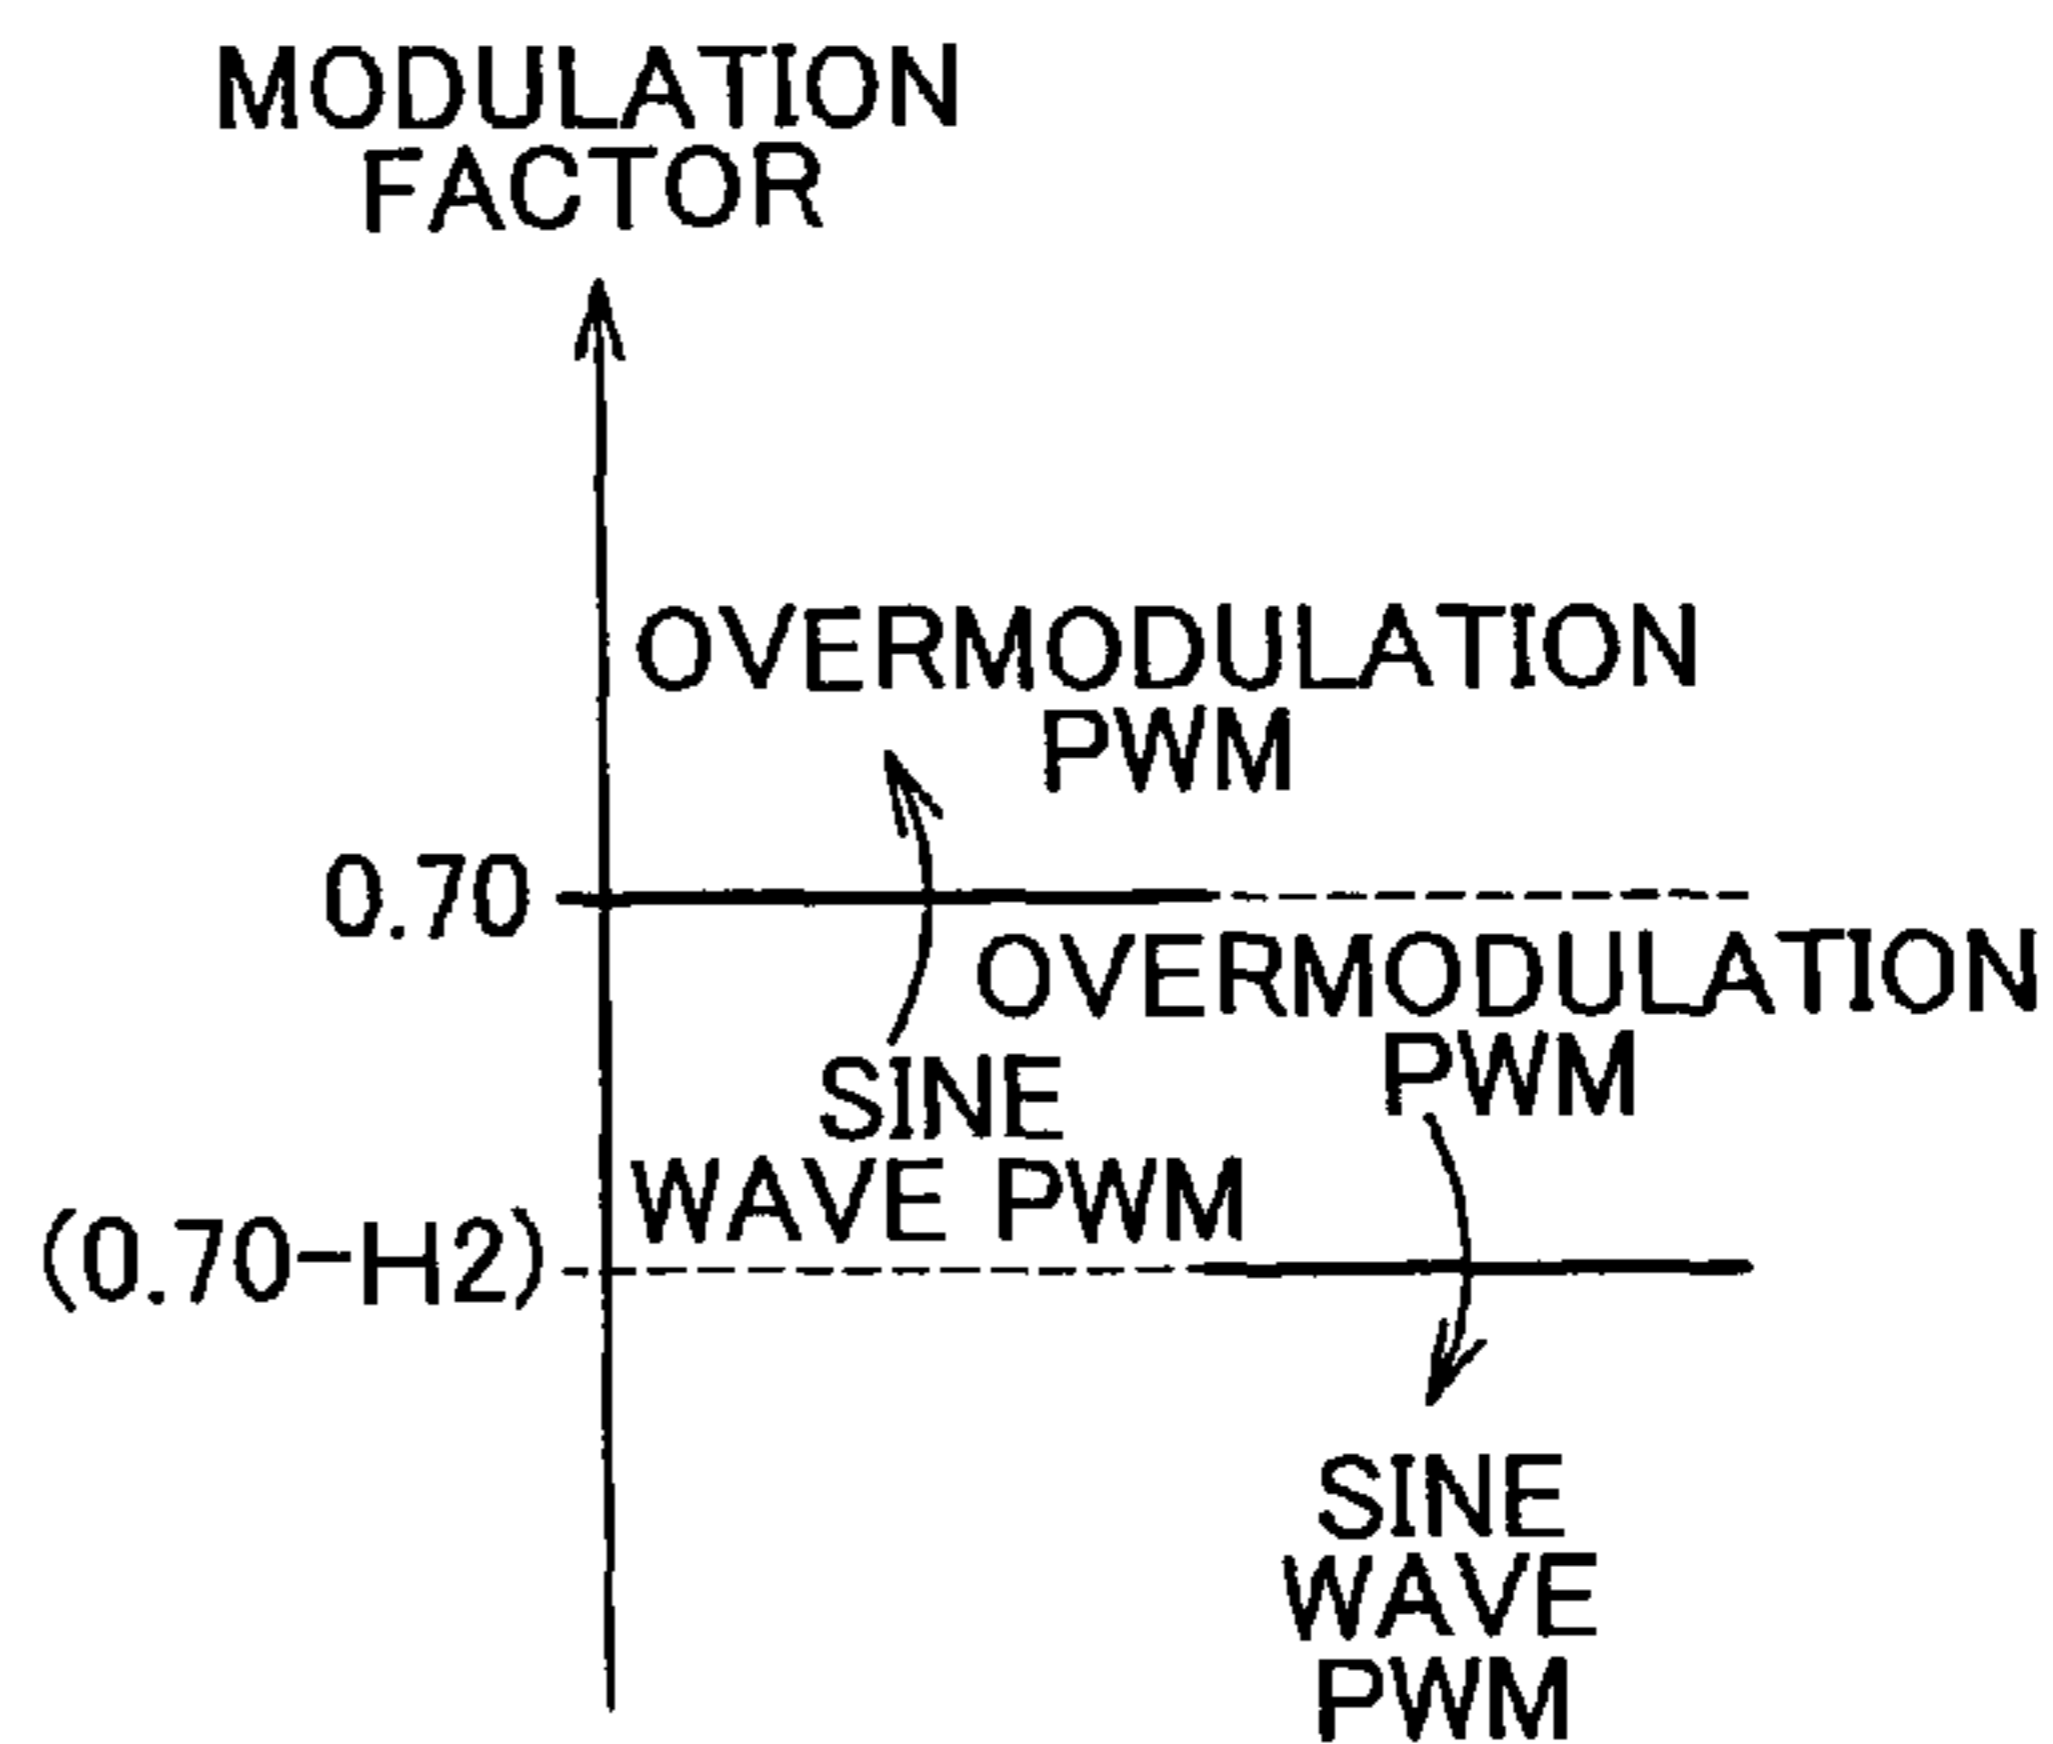 MODULATION
FACTOR
OVERMODULATION
PWM
0.70
OVERMODULATION
PWM
SINE
WAVE PWM
(0.70-H2)
SINE
WAVE
PWM